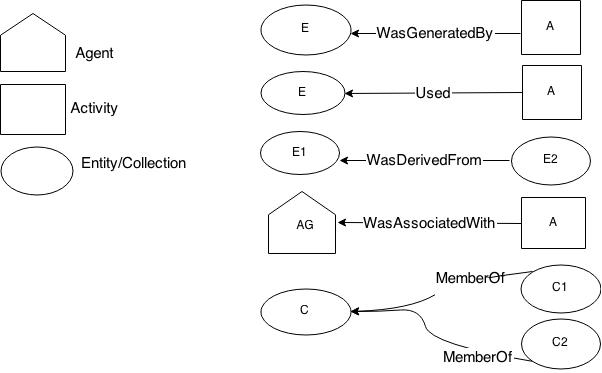 Agent
Activity
Entity/Collection
E WasGeneratedBy A
E Used A
E1 WasDerivedFrom E2
AG WasAssociatedWith A
MemberOf C1
C
MemberOf C2